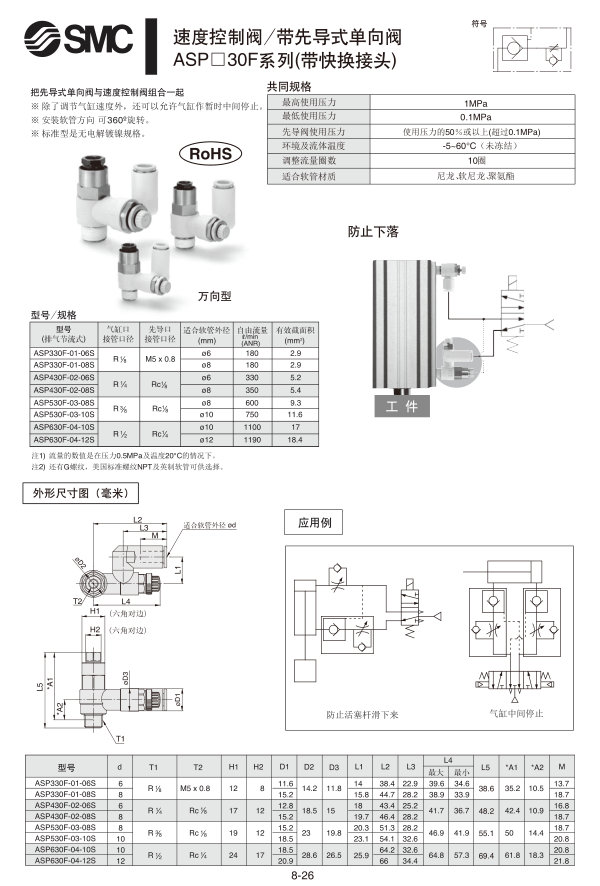 符号
SMC
速度控制阀/带先导式单向阀
ASP□30F系列(带快换接头)
把先导式单向阀与速度控制阀组合一起
※ 除了调节气缸速度外，还可以允许气缸作暂时中间停止。
※ 安装软管方向 可360º旋转。
※ 标准型是无电解镀镍规格。
RoHS
万向型
共同规格
最高使用压力 1MPa
最低使用压力 0.1MPa
先导阀使用压力 使用压力的50%或以上(超过0.1MPa)
环境及流体温度 -5~60°C（未冻结）
调整流量圈数 10圈
适合软管材质 尼龙.软尼龙.聚氨酯
防止下落
工 件
型号/规格
型号 (排气节流式) 气缸口 接管口径 先导口 接管口径 适合软管外径 (mm) 自由流量 ℓ/min (ANR) 有效截面积 (mm²)
ASP330F-01-06S R ⅛ M5 x 0.8 ø6 180 2.9
ASP330F-01-08S ø8 180 2.9
ASP430F-02-06S R ¼ Rc⅛ ø6 330 5.2
ASP430F-02-08S ø8 350 5.4
ASP530F-03-08S R ⅜ Rc⅛ ø8 600 9.3
ASP530F-03-10S ø10 750 11.6
ASP630F-04-10S R ½ Rc¼ ø10 1100 17
ASP630F-04-12S ø12 1190 18.4
注1) 流量的数值是在压力0.5MPa及温度20°C的情况下。
注2) 还有G螺纹，美国标准螺纹NPT及英制软管可供选择。
外形尺寸图（毫米）
L2
L3
M
适合软管外径 ød
øD2
L1
T2
L4
H1 (六角对边)
H2 (六角对边)
L5
*A1
*A2
øD3
øD1
T1
应用例
防止活塞杆滑下来
气缸中间停止
型号 d T1 T2 H1 H2 D1 D2 D3 L1 L2 L3 L4 最大 最小 L5 *A1 *A2 M
ASP330F-01-06S 6 R ⅛ M5 x 0.8 12 8 11.6 14.2 11.8 14 38.4 22.9 39.6 34.6 38.6 35.2 10.5 13.7
ASP330F-01-08S 8 15.2 15.8 44.7 28.2 38.9 33.9 18.7
ASP430F-02-06S 6 R ¼ Rc ⅛ 17 12 12.8 18.5 15 18 43.4 25.2 41.7 36.7 48.2 42.4 10.9 16.8
ASP430F-02-08S 8 15.2 19.7 46.4 28.2 18.7
ASP530F-03-08S 8 R ⅜ Rc ⅛ 19 12 15.2 23 19.8 20.3 51.3 28.2 46.9 41.9 55.1 50 14.4 18.7
ASP530F-03-10S 10 18.5 23.1 54.1 32.6 20.8
ASP630F-04-10S 10 R ½ Rc ¼ 24 17 18.5 28.6 26.5 25.9 64.2 32.6 64.8 57.3 69.4 61.8 18.3 20.8
ASP630F-04-12S 12 20.9 66 34.4 21.8
8-26